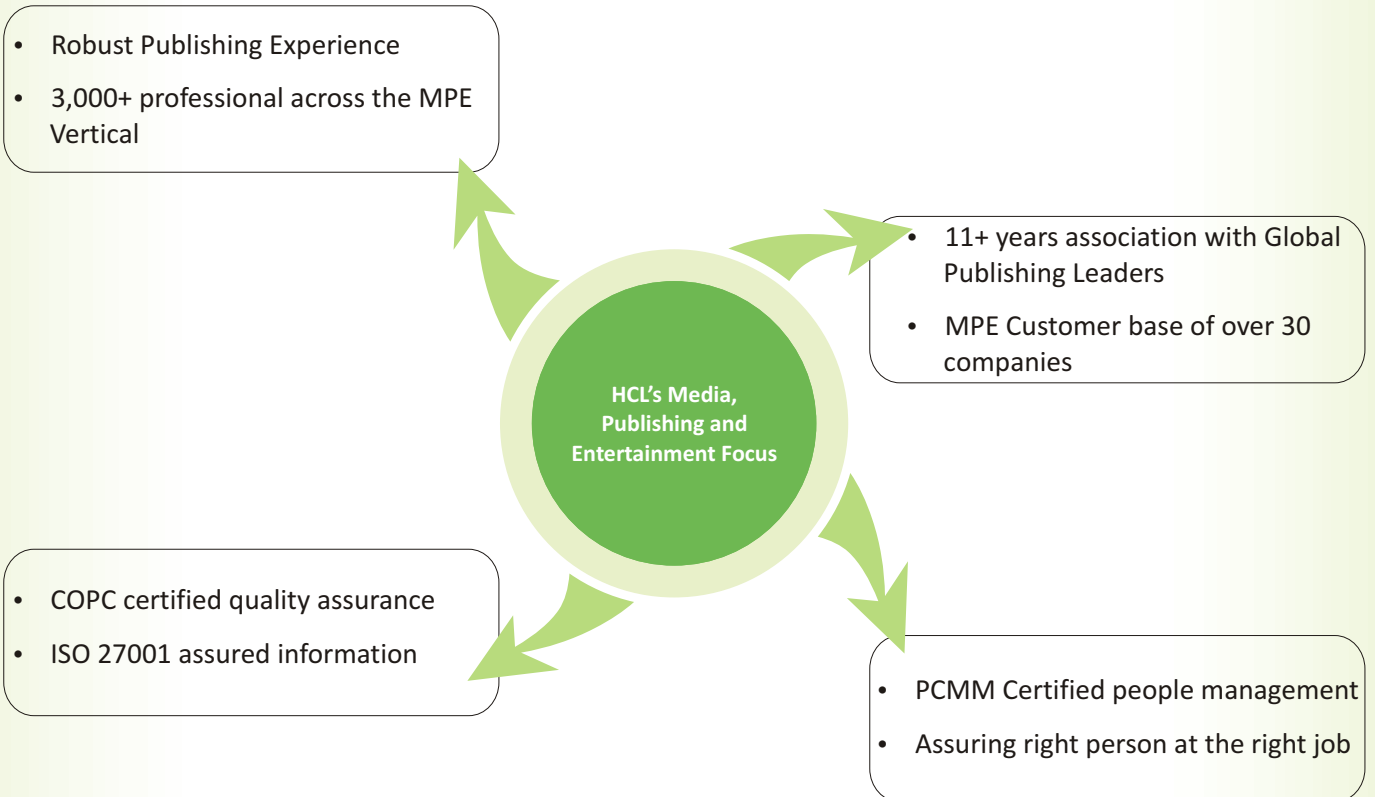 • Robust Publishing Experience
• 3,000+ professional across the MPE
Vertical
• 11+ years association with Global
Publishing Leaders
• MPE Customer base of over 30
companies
HCL’s Media,
Publishing and
Entertainment Focus
• COPC certified quality assurance
• ISO 27001 assured information
• PCMM Certified people management
• Assuring right person at the right job